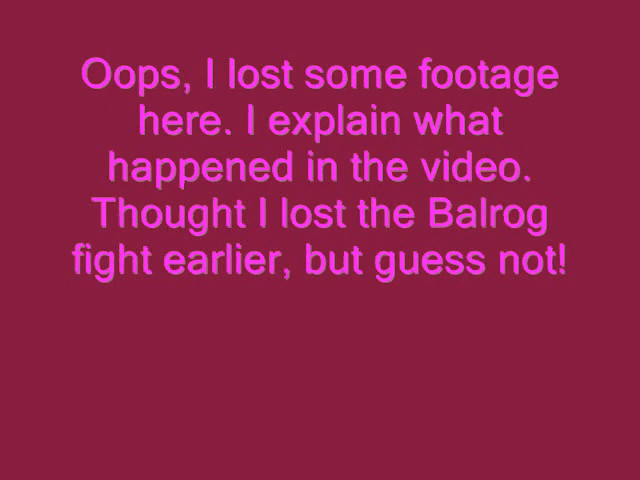 Oops, I lost some footage
here. I explain what
happened in the video.
Thought I lost the Balrog
fight earlier, but guess not!